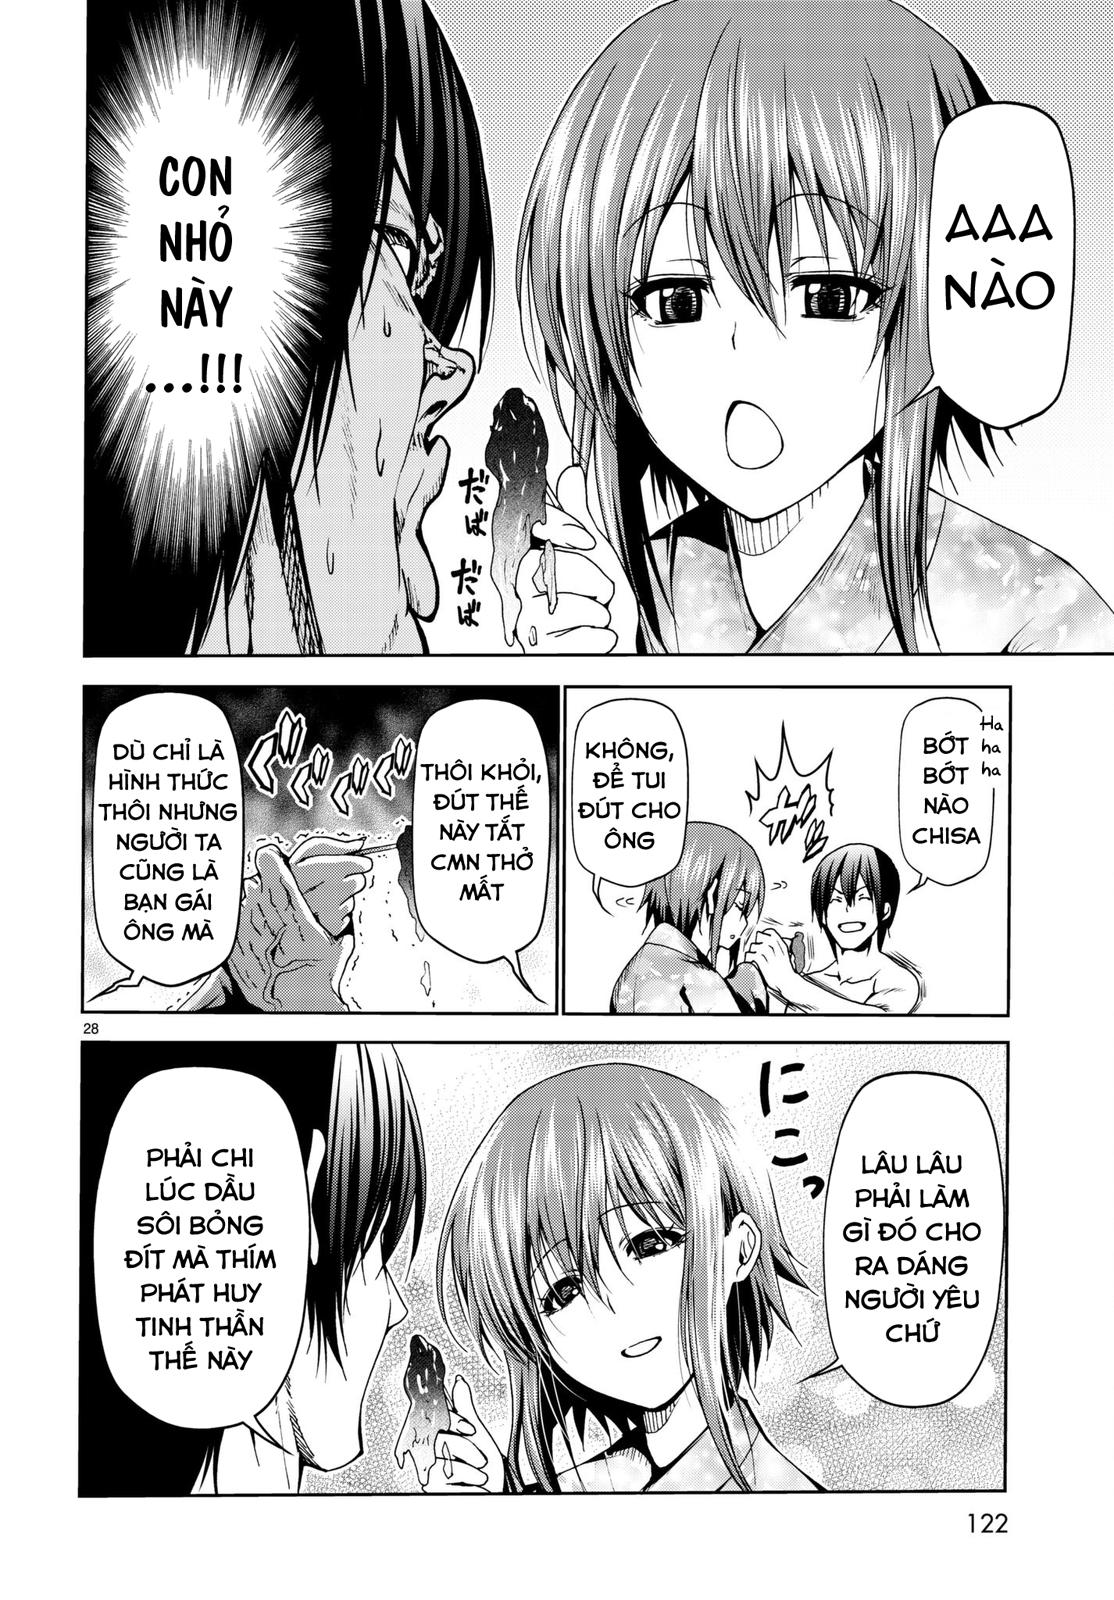 AAA
NÀO
CON
NHỎ
NÀY
...!!!
だば
だば
Ha
ha
ha
BỚT
BỚT
NÀO
CHISA
KHÔNG,
ĐỂ TUI
ĐÚT CHO
ÔNG
THÔI KHỎI,
ĐÚT THẾ
NÀY TẮT
CMN THỞ
MẤT
ぐぐぐぐ
DÙ CHỈ LÀ
HÌNH THỨC
THÔI NHƯNG
NGƯỜI TA
CŨNG LÀ
BẠN GÁI
ÔNG MÀ
28
LÂU LÂU
PHẢI LÀM
GÌ ĐÓ CHO
RA DÁNG
NGƯỜI YÊU
CHỨ
にこっ
PHẢI CHI
LÚC DẦU
SÔI BỎNG
ĐÍT MÀ THÍM
PHÁT HUY
TINH THẦN
THẾ NÀY
122